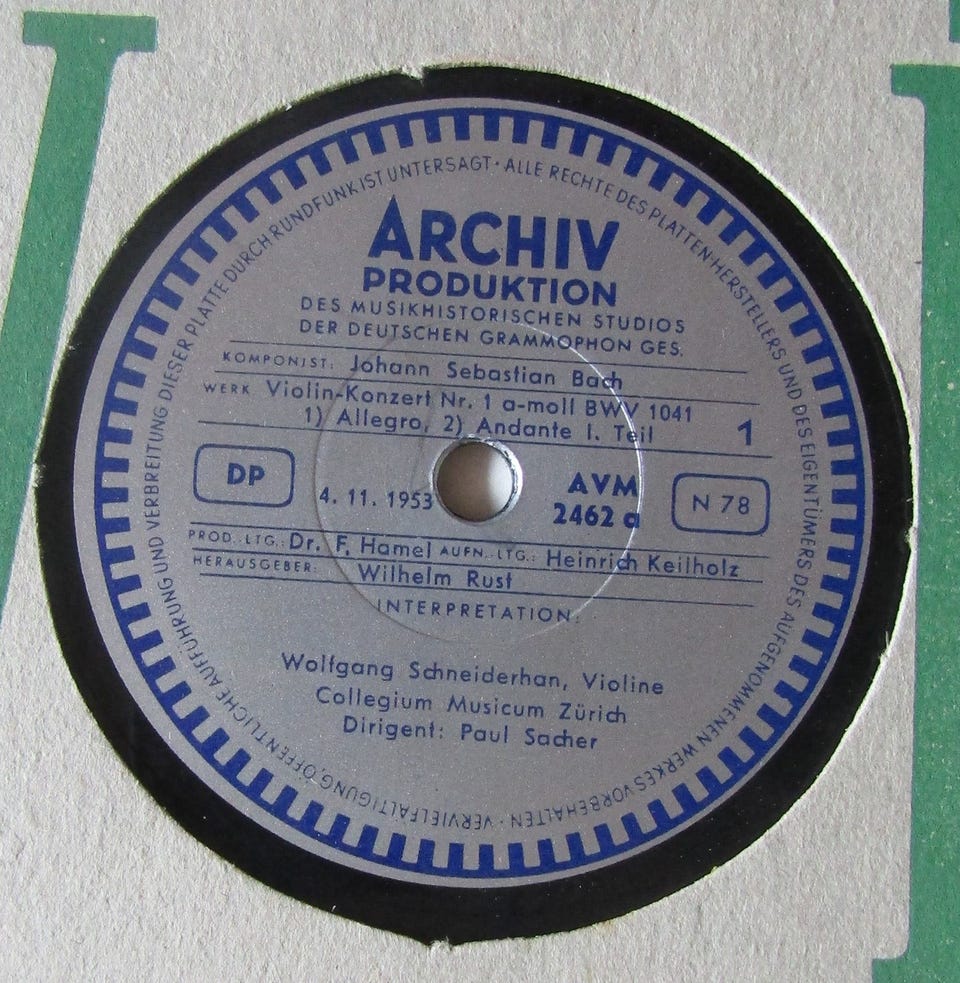 ARCHIV
PRODUKTION
DES MUSIKHISTORISCHEN STUDIOS
DER DEUTSCHEN GRAMMOPHON GES.
KOMPONIST: Johann Sebastian Bach
WERK Violin-Konzert Nr. 1 a-moll BWV 1041
1) Allegro, 2) Andante I. Teil 1
DP 4. 11. 1953 AVM N 78
2462 a
PROD.-LTG.: Dr. F. Hamel AUFN.-LTG.: Heinrich Keilholz
HERAUSGEBER: Wilhelm Rust
INTERPRETATION:
Wolfgang Schneiderhan, Violine
Collegium Musicum Zürich
Dirigent: Paul Sacher
ALLE RECHTE DES PLATTENHERSTELLERS UND DES EIGENTÜMERS DES AUFGENOMMENEN WERKES VORBEHALTEN · VERVIELFÄLTIGUNG, ÖFFENTLICHE AUFFÜHRUNG UND VERBREITUNG DIESER PLATTE DURCH RUNDFUNK IST UNTERSAGT ·